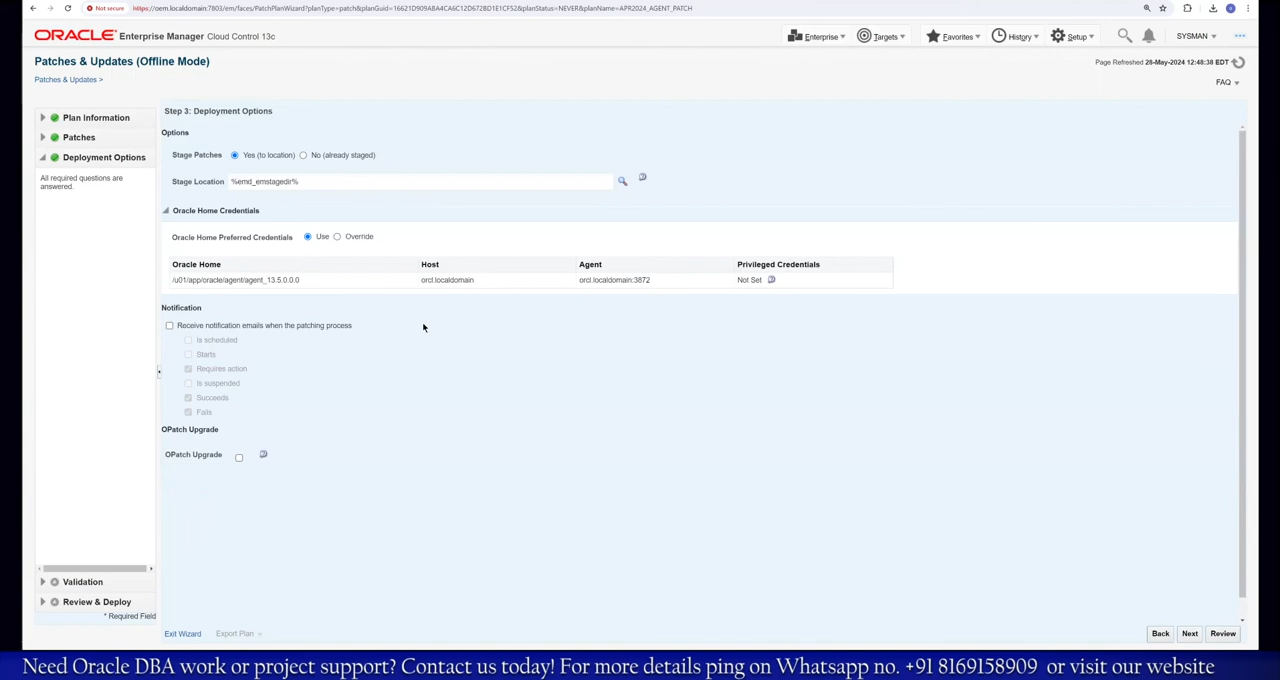 Not secure https://oem.localdomain:7803/em/faces/PatchPlanWizard?planType=patch&planGuid=16621D909A8A4CA6C12D672BD1E1CF52&planStatus=NEVER&planName=APR2024_AGENT_PATCH
ORACLE Enterprise Manager Cloud Control 13c Enterprise Targets Favorites History Setup SYSMAN
Patches & Updates (Offline Mode) Page Refreshed 28-May-2024 12:48:38 EDT
Patches & Updates > FAQ
Plan Information
Patches
Deployment Options
All required questions are
answered.
Validation
Review & Deploy
* Required Field
Step 3: Deployment Options
Options
Stage Patches Yes (to location) No (already staged)
Stage Location %emd_emstagedir%
Oracle Home Credentials
Oracle Home Preferred Credentials Use Override
Oracle Home Host Agent Privileged Credentials
/u01/app/oracle/agent/agent_13.5.0.0.0 orcl.localdomain orcl.localdomain:3872 Not Set
Notification
Receive notification emails when the patching process
Is scheduled
Starts
Requires action
Is suspended
Succeeds
Fails
OPatch Upgrade
OPatch Upgrade
Exit Wizard Export Plan Back Next Review
Need Oracle DBA work or project support? Contact us today! For more details ping on Whatsapp no. +91 8169158909 or visit our website